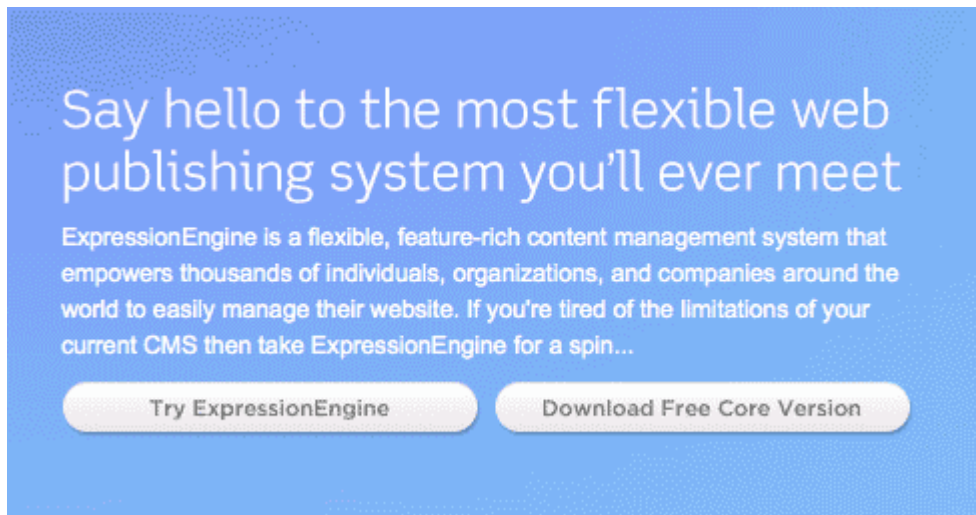 Say hello to the most flexible web
publishing system you'll ever meet
ExpressionEngine is a flexible, feature-rich content management system that
empowers thousands of individuals, organizations, and companies around the
world to easily manage their website. If you're tired of the limitations of your
current CMS then take ExpressionEngine for a spin...
Try ExpressionEngine
Download Free Core Version